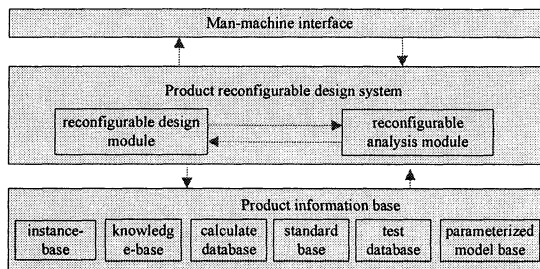 Man-machine interface
Product reconfigurable design system
reconfigurable design
module
reconfigurable
analysis module
Product information base
instance-
base
knowledg
e-base
calculate
database
standard
base
test
database
parameterized
model base